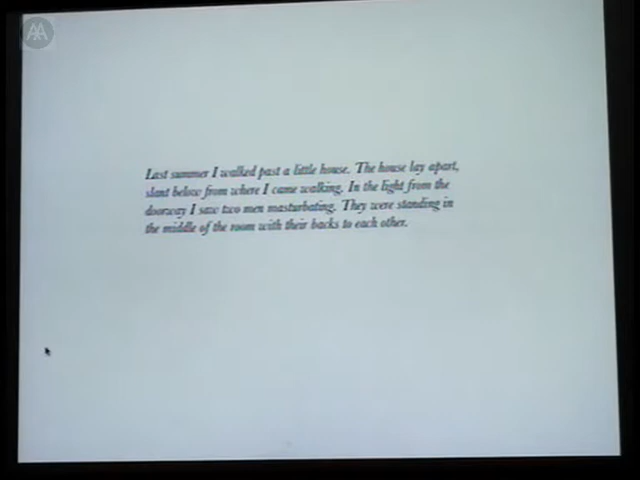 AA
Last summer I walked past a little house. The house lay apart,
slant below from where I came walking. In the light from the
doorway I saw two men masturbating. They were standing in
the middle of the room with their backs to each other.